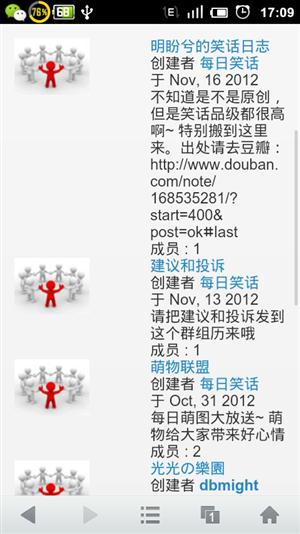 76%
68
E
17:09
明盼兮的笑话日志
创建者 每日笑话
于 Nov, 16 2012
不知道是不是原创，
但是笑话品级都很高
啊~ 特别搬到这里
来。出处请去豆瓣：
http://www.douban.
com/note/
168535281/?
start=400&
post=ok#last
成员 : 1
建议和投诉
创建者 每日笑话
于 Nov, 13 2012
请把建议和投诉发到
这个群组历来哦
成员 : 1
萌物联盟
创建者 每日笑话
于 Oct, 31 2012
每日萌图大放送~ 萌
物给大家带来好心情
成员 : 2
光光の樂園
创建者 dbmight
1